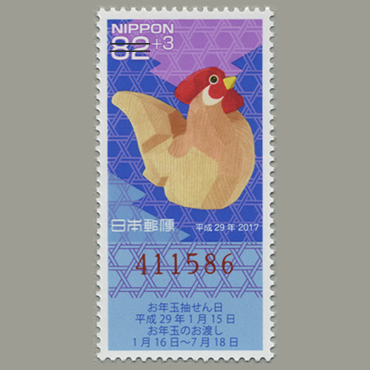 NIPPON
82+3
日本郵便
平成29年 2017
411586
お年玉抽せん日
平成29年1月15日
お年玉のお渡し
1月16日~7月18日